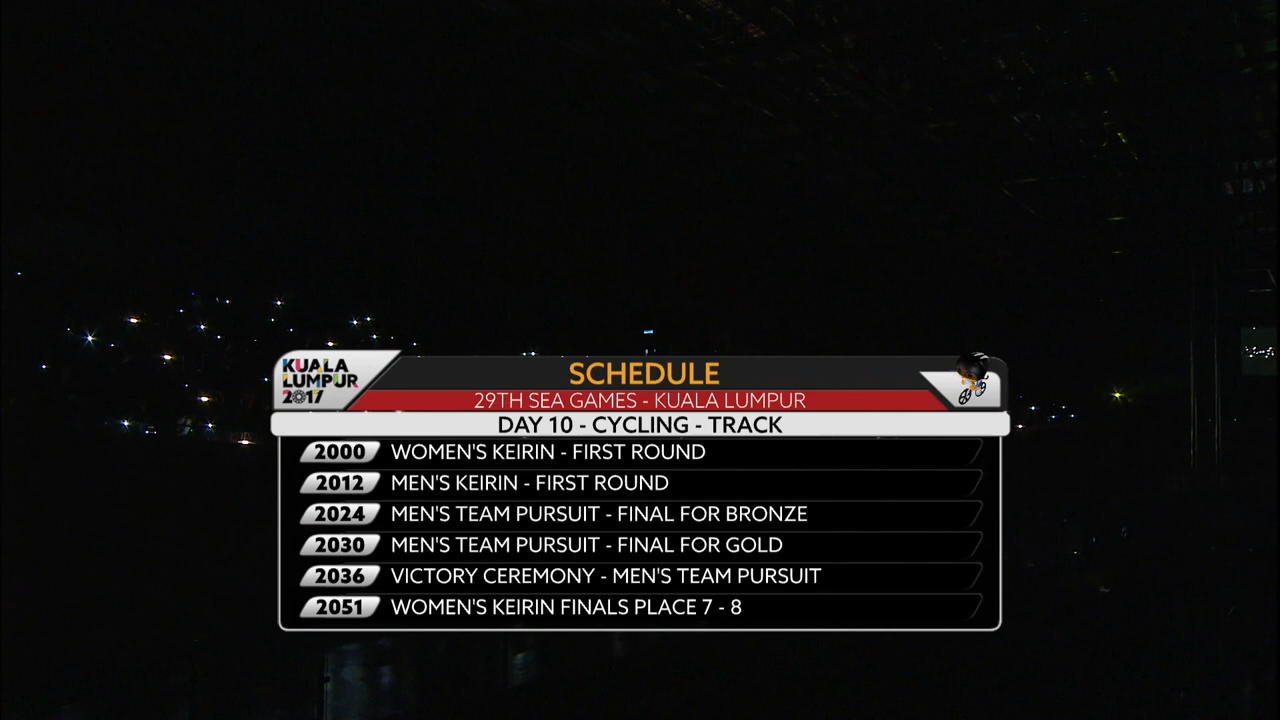 KUALA
LUMPUR
2017
SCHEDULE
29TH SEA GAMES - KUALA LUMPUR
DAY 10 - CYCLING - TRACK
2000 WOMEN'S KEIRIN - FIRST ROUND
2012 MEN'S KEIRIN - FIRST ROUND
2024 MEN'S TEAM PURSUIT - FINAL FOR BRONZE
2030 MEN'S TEAM PURSUIT - FINAL FOR GOLD
2036 VICTORY CEREMONY - MEN'S TEAM PURSUIT
2051 WOMEN'S KEIRIN FINALS PLACE 7 - 8